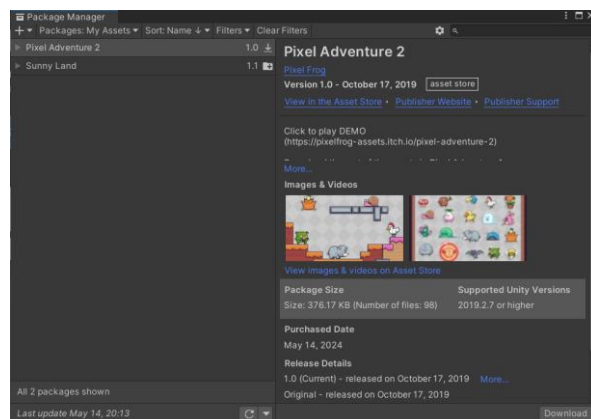 Package Manager
Packages: My Assets
Sort: Name ↓
Filters
Clear Filters
Pixel Adventure 2
1.0
Sunny Land
1.1
Pixel Adventure 2
Pixel Frog
Version 1.0 - October 17, 2019
asset store
View in the Asset Store • Publisher Website • Publisher Support
Click to play DEMO
(https://pixelfrog-assets.itch.io/pixel-adventure-2)
More...
Images & Videos
View images & videos on Asset Store
Package Size
Supported Unity Versions
Size: 376.17 KB (Number of files: 98)
2019.2.7 or higher
Purchased Date
May 14, 2024
Release Details
1.0 (Current) - released on October 17, 2019 More...
Original - released on October 17, 2019
All 2 packages shown
Last update May 14, 20:13
Download